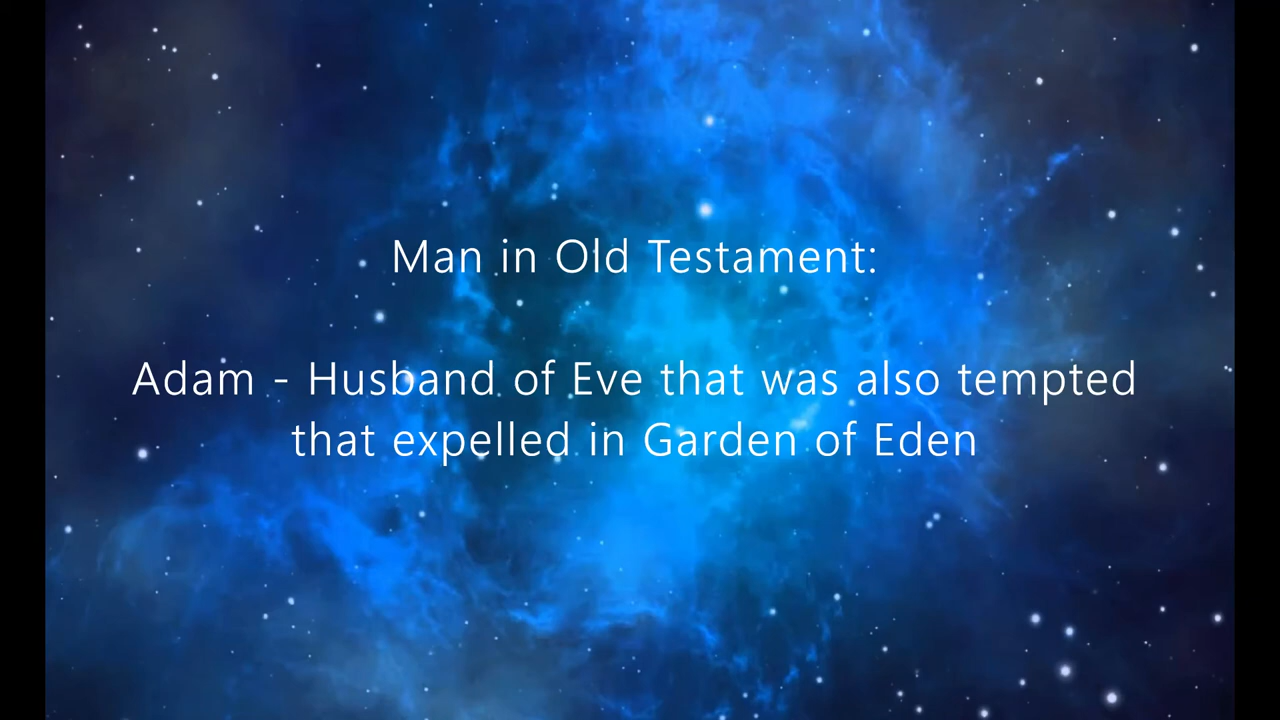 Man in Old Testament:
Adam - Husband of Eve that was also tempted
that expelled in Garden of Eden